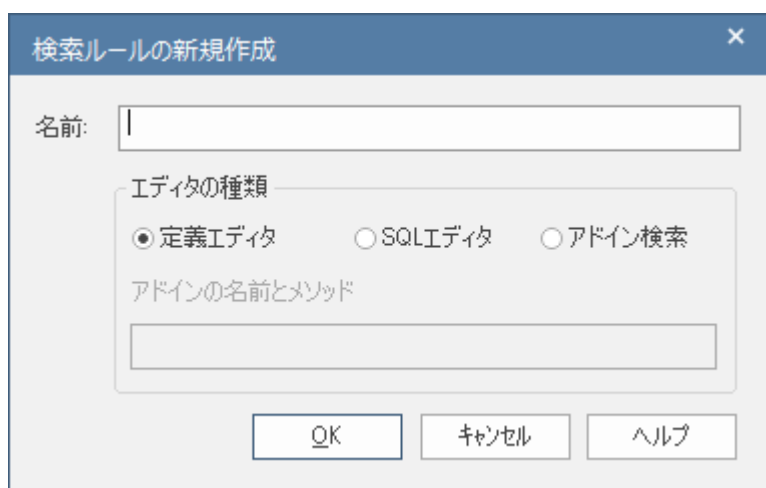 検索ルールの新規作成
名前:
エディタの種類
定義エディタ SQLエディタ アドイン検索
アドインの名前とメソッド
OK キャンセル ヘルプ